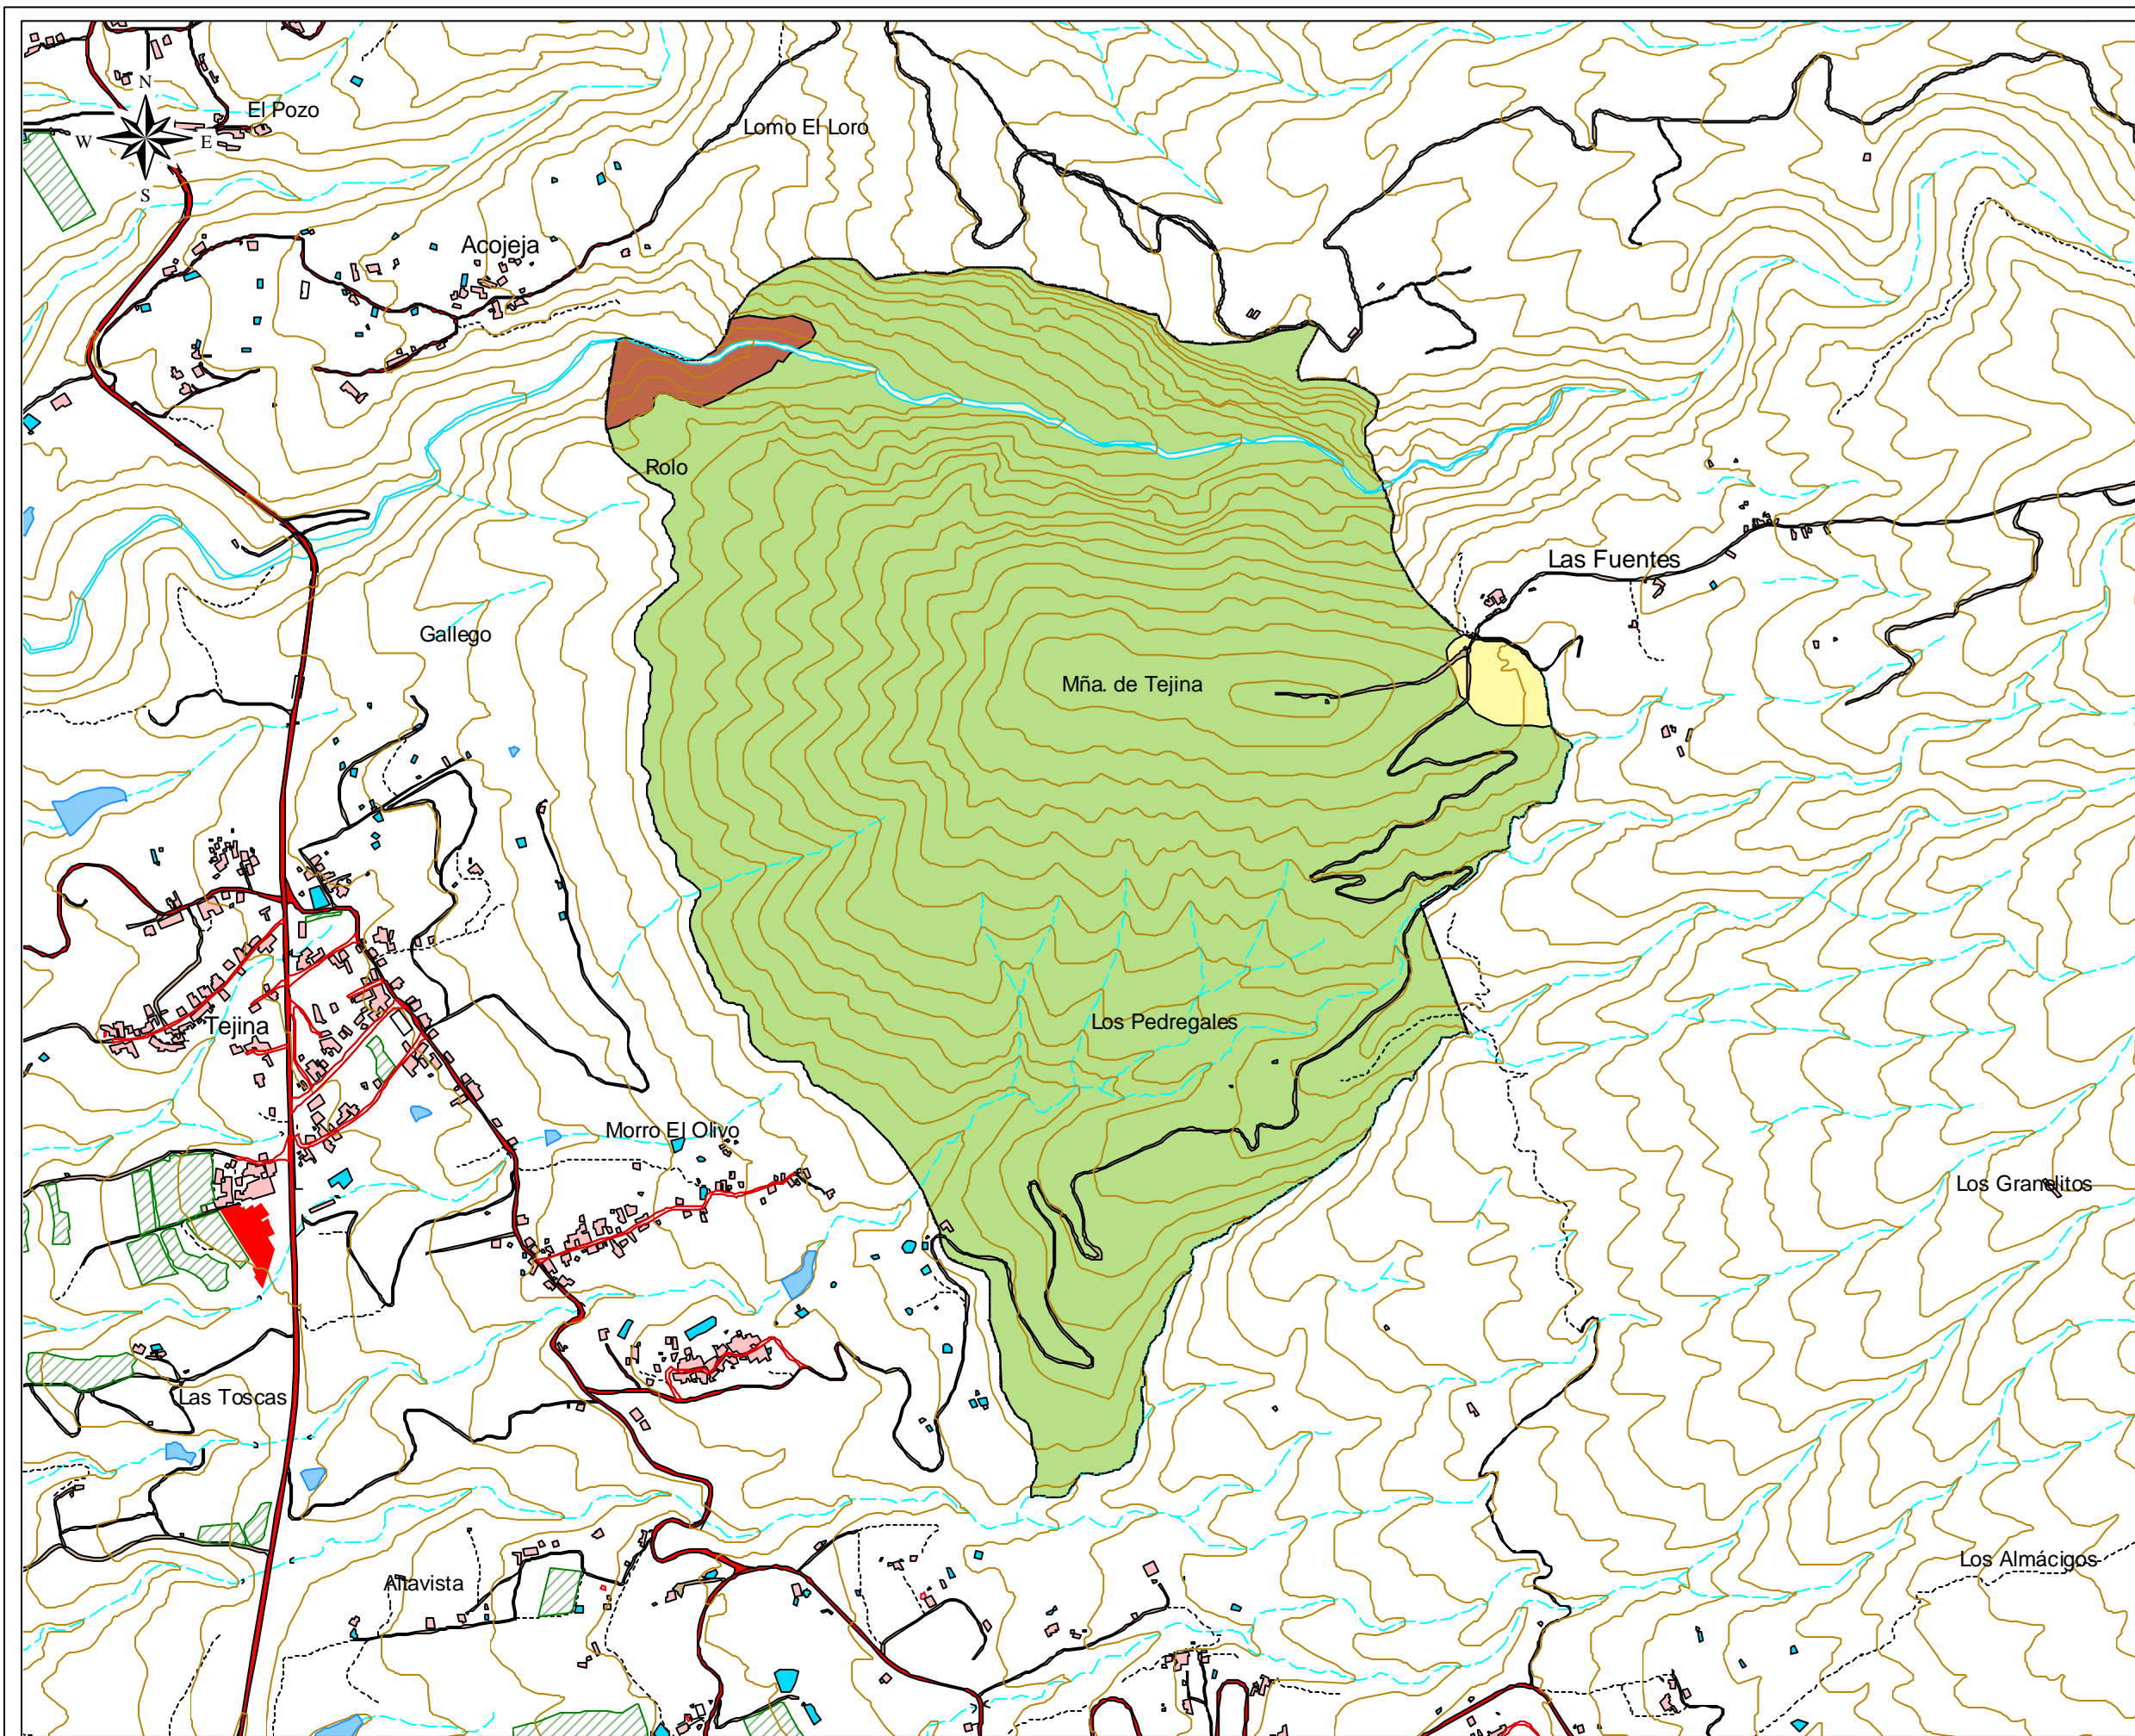 N
El Pozo
W
E
S
Lomo El Loro
Acojeja
Rolo
Las Fuentes
Gallego
Mña. de Tejina
Tejina
Los Pedregales
Morro El Olivo
Los Granelitos
Las Toscas
Los Almácigos
Altavista